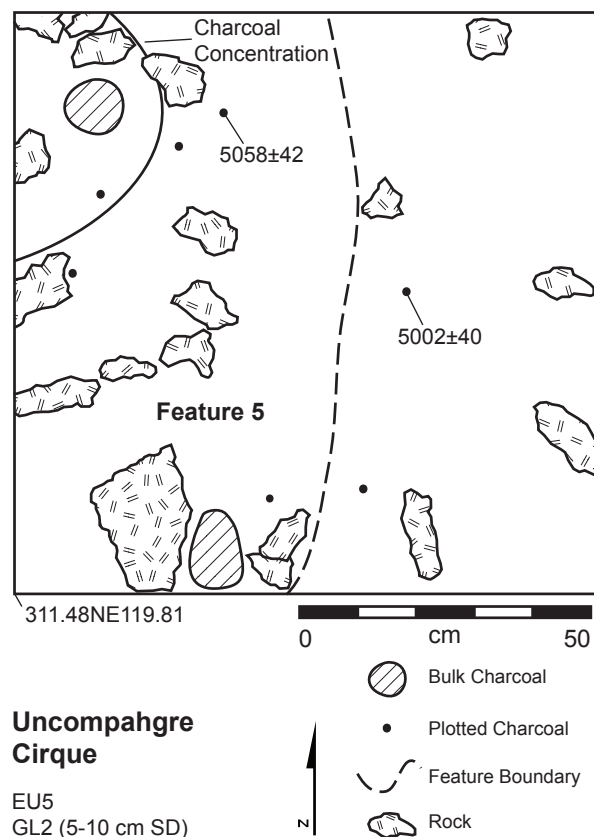 Charcoal
Concentration
5058±42
5002±40
Feature 5
311.48NE119.81
0 cm 50
Bulk Charcoal
Plotted Charcoal
Feature Boundary
Rock
Uncompahgre
Cirque
EU5
GL2 (5-10 cm SD)
N